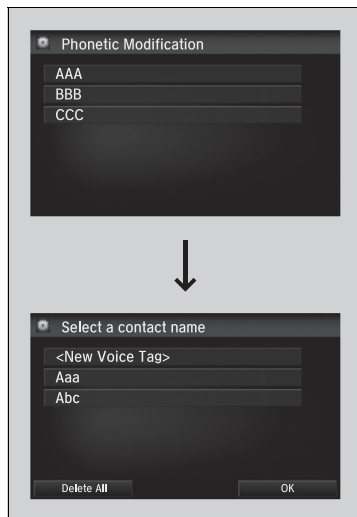 Phonetic Modification
AAA
BBB
CCC
Select a contact name
<New Voice Tag>
Aaa
Abc
Delete All
OK